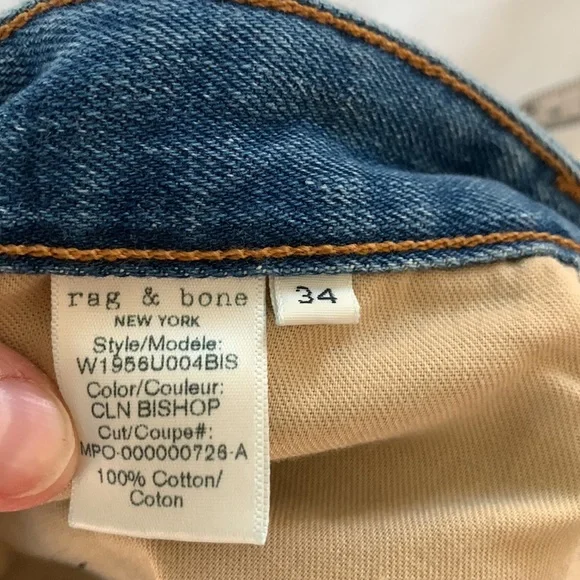 rag & bone
34
NEW YORK
Style/Modèle:
W1956U004BIS
Color/Couleur:
CLN BISHOP
Cut/Coupe#:
MPO-000000726-A
100% Cotton/
Coton